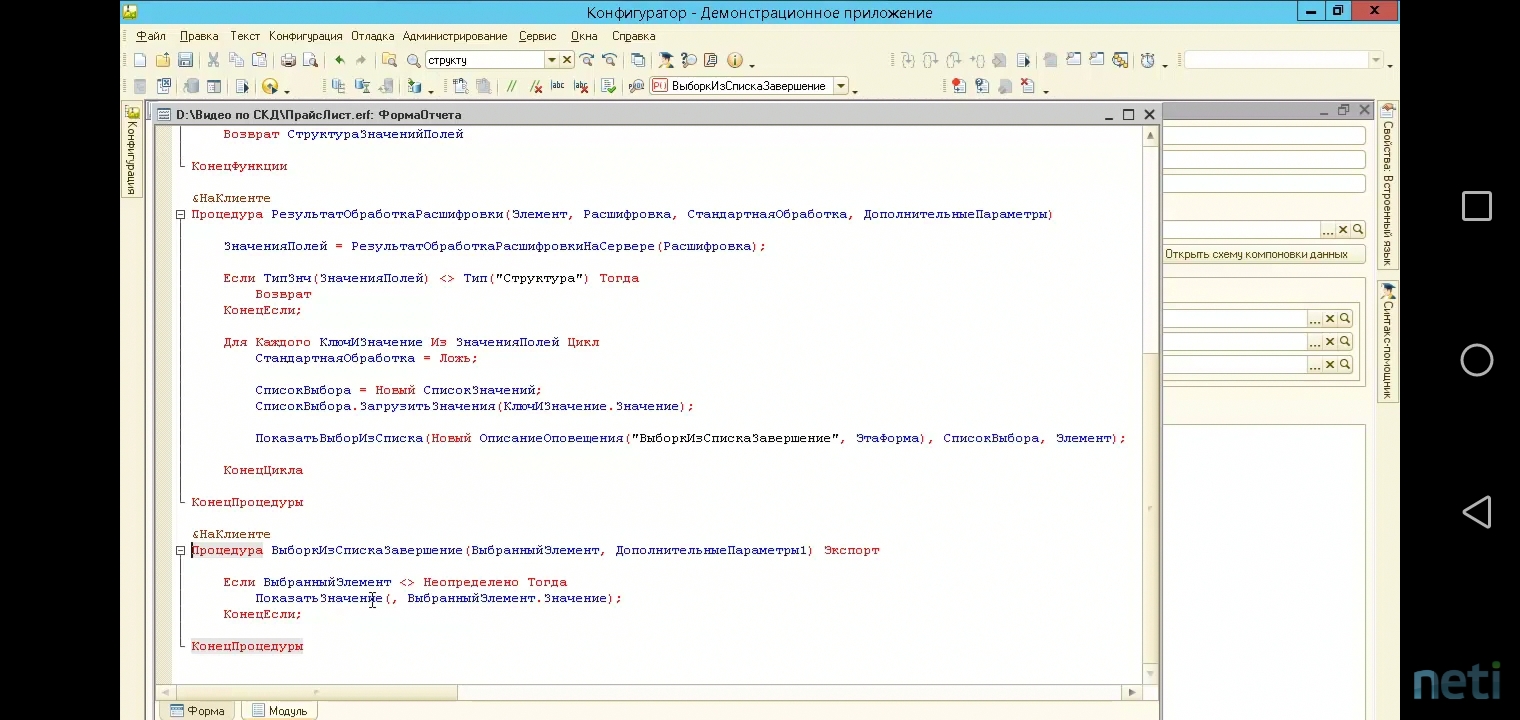 Конфигуратор - Демонстрационное приложение
Файл Правка Текст Конфигурация Отладка Администрирование Сервис Окна Справка
структу
ВыборкИзСпискаЗавершение
D:\Видео по СКД\ПрайсЛист.erf: ФормаОтчета
Конфигурация
Возврат СтруктураЗначенийПолей
КонецФункции
&НаКлиенте
Процедура РезультатОбработкаРасшифровки(Элемент, Расшифровка, СтандартнаяОбработка, ДополнительныеПараметры)
ЗначенияПолей = РезультатОбработкаРасшифровкиНаСервере(Расшифровка);
Если ТипЗнч(ЗначенияПолей) <> Тип("Структура") Тогда
Возврат
КонецЕсли;
Для Каждого КлючИЗначение Из ЗначенияПолей Цикл
СтандартнаяОбработка = Ложь;
СписокВыбора = Новый СписокЗначений;
СписокВыбора.ЗагрузитьЗначения(КлючИЗначение.Значение);
ПоказатьВыборИзСписка(Новый ОписаниеОповещения("ВыборкИзСпискаЗавершение", ЭтаФорма), СписокВыбора, Элемент);
КонецЦикла
КонецПроцедуры
&НаКлиенте
Процедура ВыборкИзСпискаЗавершение(ВыбранныйЭлемент, ДополнительныеПараметры1) Экспорт
Если ВыбранныйЭлемент <> Неопределено Тогда
ПоказатьЗначение(, ВыбранныйЭлемент.Значение);
КонецЕсли;
КонецПроцедуры
Форма Модуль
Открыть схему компоновки данных
Свойства: Встроенный язык
Синтакс-помощник
neti